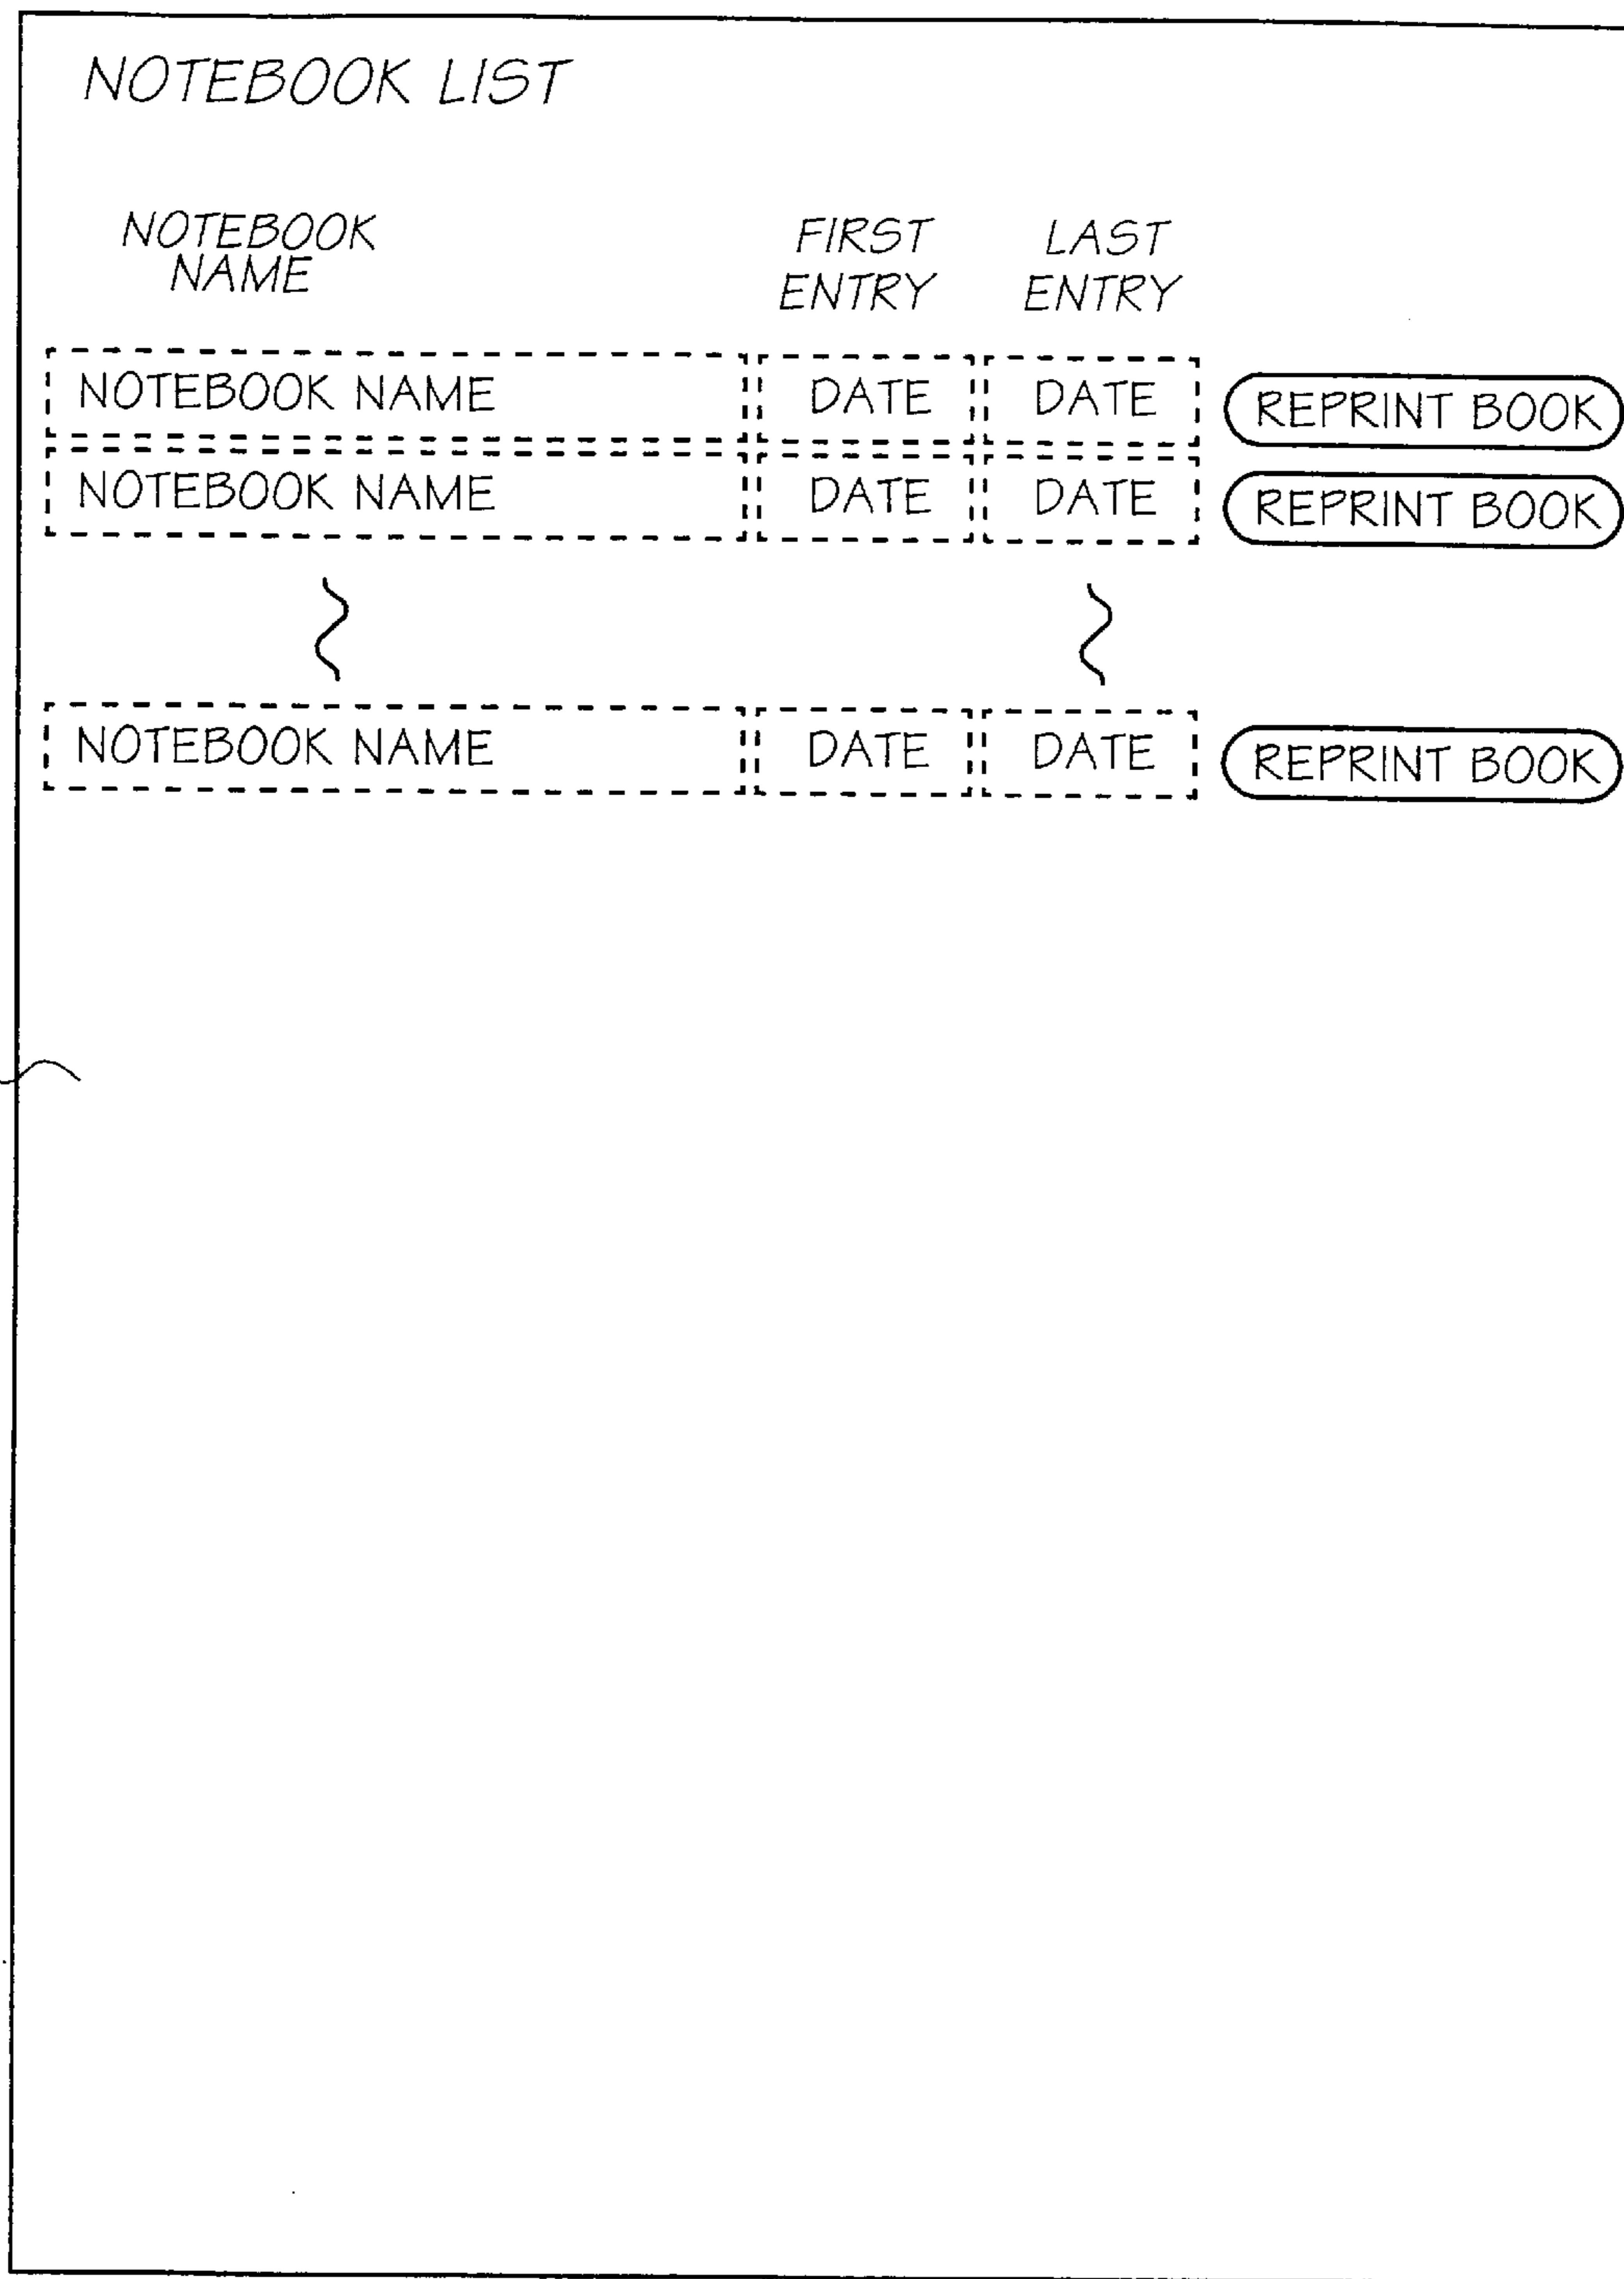 NOTEBOOK LIST
NOTEBOOK
NAME
FIRST
ENTRY
LAST
ENTRY
NOTEBOOK NAME DATE DATE REPRINT BOOK
NOTEBOOK NAME DATE DATE REPRINT BOOK
NOTEBOOK NAME DATE DATE REPRINT BOOK